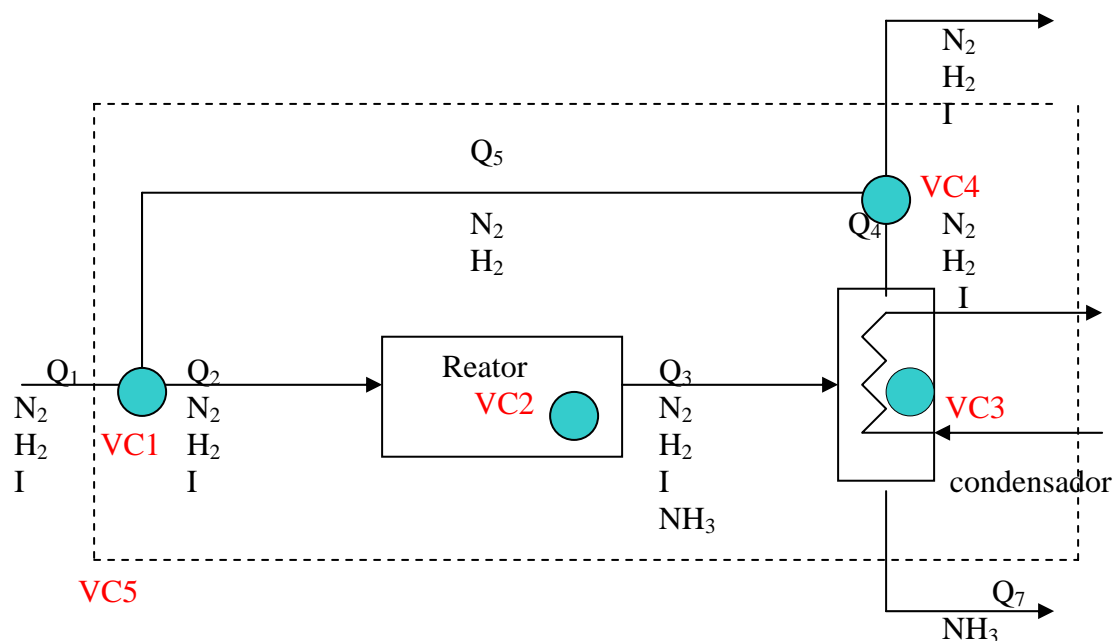 N₂
H₂
I
Q₅
VC4
N₂
H₂
Q₄
N₂
H₂
I
Q₁
N₂
H₂
I
VC1
Q₂
N₂
H₂
I
Reator
VC2
Q₃
N₂
H₂
I
NH₃
VC3
condensador
VC5
Q₇
NH₃